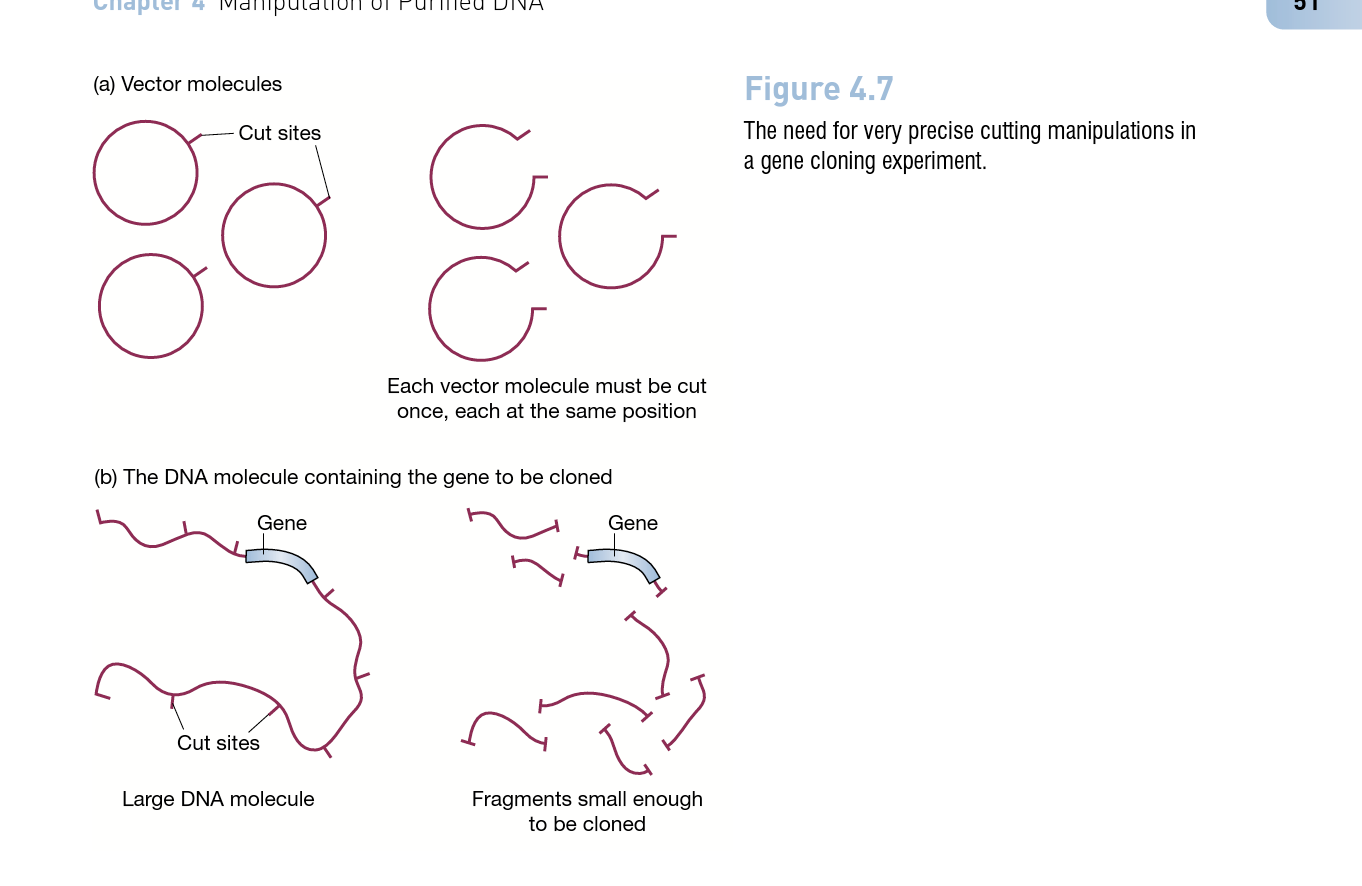 Chapter 4 Manipulation of Purified DNA
51
(a) Vector molecules
Cut sites
Each vector molecule must be cut
once, each at the same position
Figure 4.7
The need for very precise cutting manipulations in
a gene cloning experiment.
(b) The DNA molecule containing the gene to be cloned
Gene
Gene
Cut sites
Large DNA molecule
Fragments small enough
to be cloned